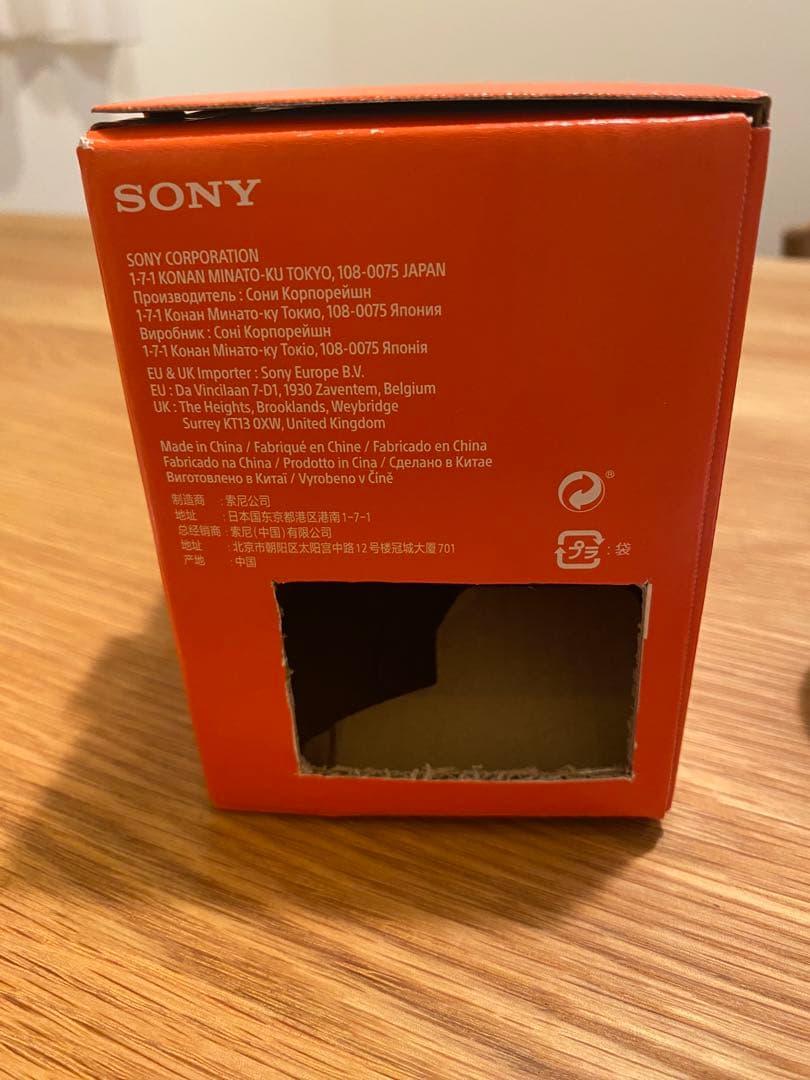 SONY
SONY CORPORATION
1-7-1 KONAN MINATO-KU TOKYO, 108-0075 JAPAN
Производитель : Сони Корпорейшн
1-7-1 Конан Минато-ку Токио, 108-0075 Япония
Виробник : Соні Корпорейшн
1-7-1 Конан Мінато-ку Токіо, 108-0075 Японія
EU & UK Importer : Sony Europe B.V.
EU : Da Vincilaan 7-D1, 1930 Zaventem, Belgium
UK : The Heights, Brooklands, Weybridge
Surrey KT13 0XW, United Kingdom
Made in China / Fabriqué en Chine / Fabricado en China
Fabricado na China / Prodotto in Cina / Сделано в Китае
Виготовлено в Китаї / Vyrobeno v Číně
制造商 : 索尼公司
地址 : 日本国东京都港区港南1-7-1
总经销商 : 索尼(中国)有限公司
地址 : 北京市朝阳区太阳宫中路12号楼冠城大厦701
产地 : 中国
®
プラ : 袋